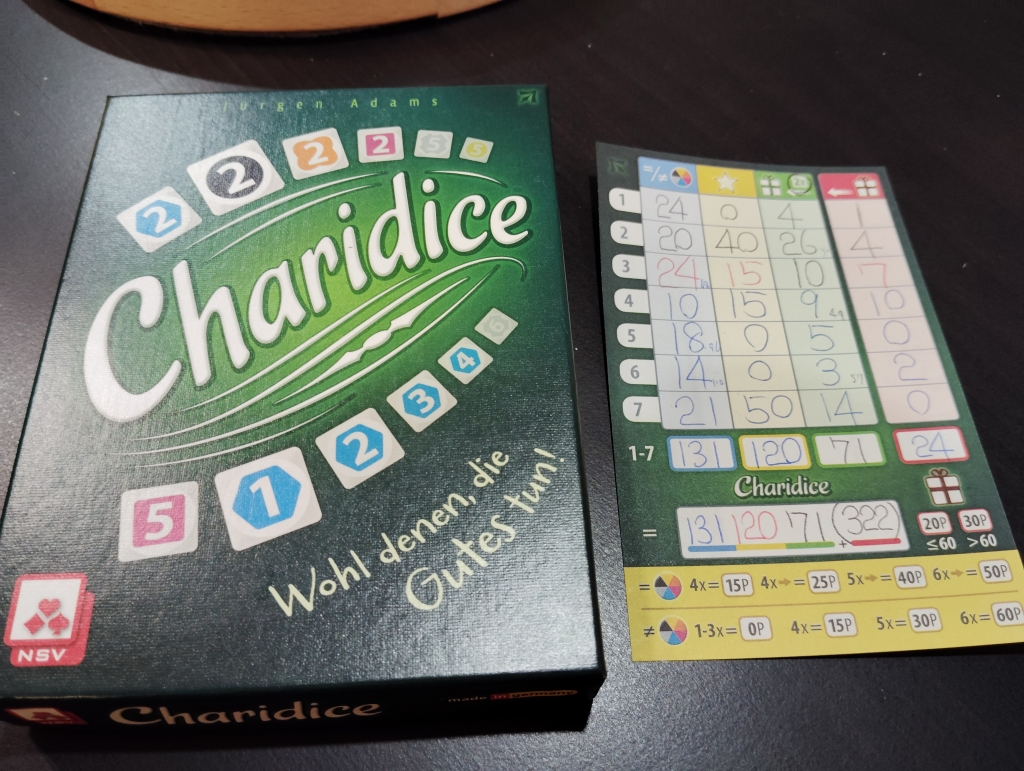 Jürgen Adams
2 2 2 2 5 5
Charidice
5 1 2 3 4 6
Wohl denen, die
Gutes tun!
NSV
Charidice
made in germany
=/≠
1 24 0 4 1
2 20 40 26 4
3 24 15 10 7
4 10 15 9 10
5 18 0 5 0
6 14 0 3 2
7 21 50 14 0
1-7 131 120 71 24
Charidice
= 131 120 71 + 322
20P 30P
≤60 >60
= 4x= 15P 4x➔= 25P 5x➔= 40P 6x➔= 50P
≠ 1-3x= 0P 4x= 15P 5x= 30P 6x= 60P